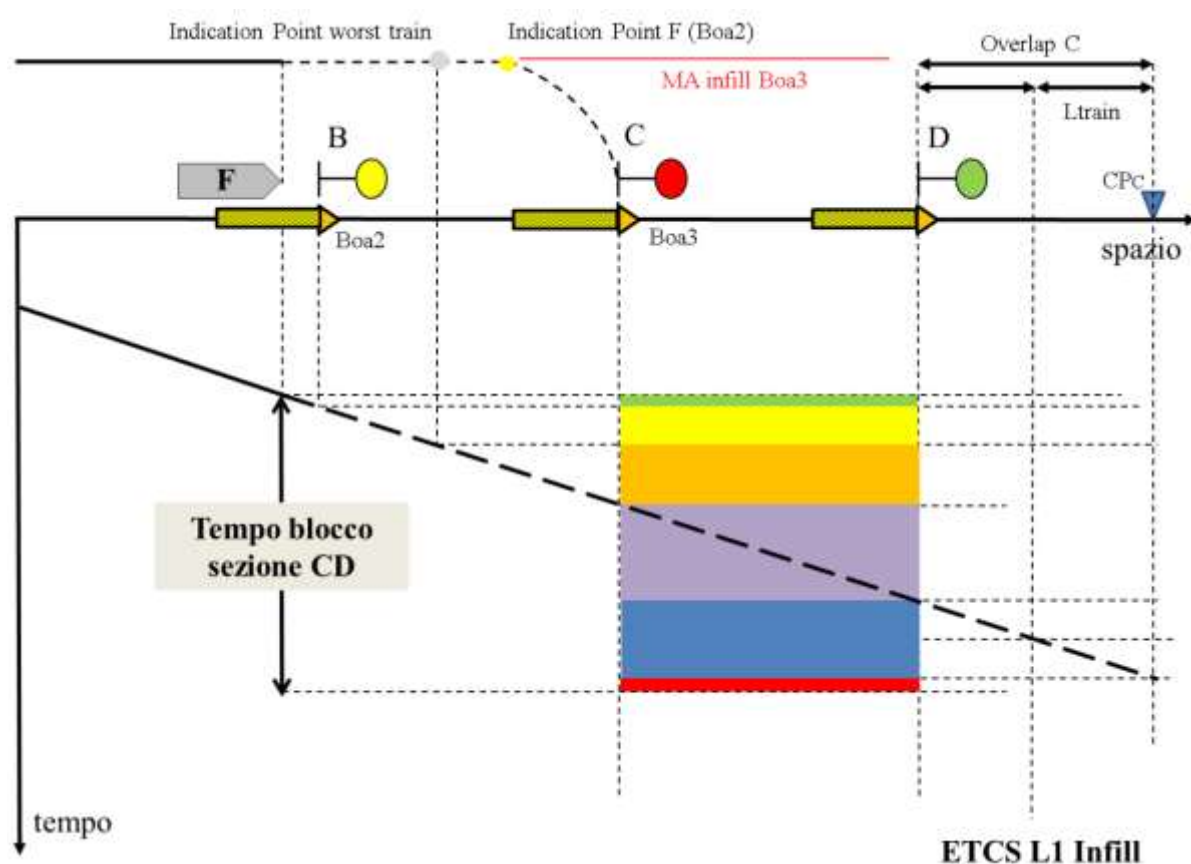 Indication Point worst train
Indication Point F (Boa2)
Overlap C
MA infill Boa3
Ltrain
B
C
D
F
CPc
Boa2
Boa3
spazio
Tempo blocco
sezione CD
tempo
ETCS L1 Infill